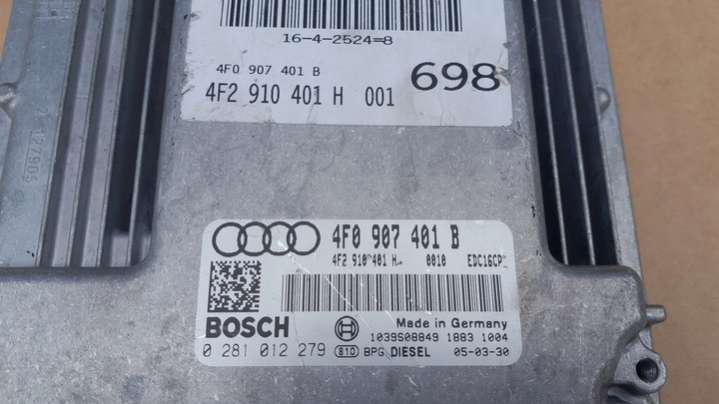 16-4-2524=8
4F0 907 401 B
698
4F2 910 401 H 001
4F0 907 401 B
4F2 910 401 H 0010 EDC16CP
BOSCH
Made in Germany
1039S08849 1883 1004
0 281 012 279 810 BPG DIESEL 05-03-30